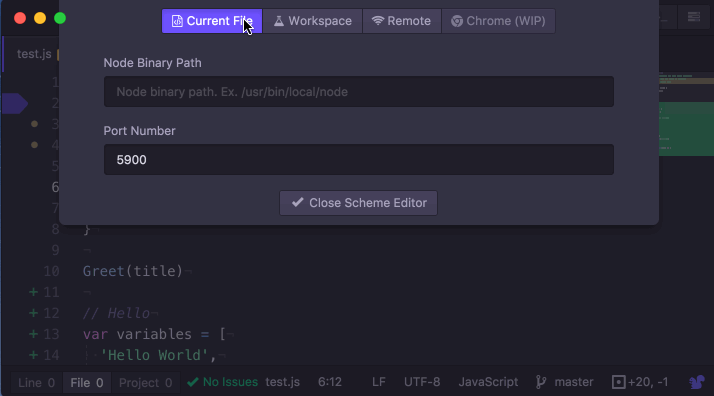 Current File Workspace Remote Chrome (WIP)
test.js
Node Binary Path
Node binary path. Ex. /usr/bin/local/node
Port Number
5900
Close Scheme Editor
1
2
3
4
5
6
7
8 }
9 ¬
10 Greet(title)¬
+ 11 ¬
+ 12 // Hello¬
+ 13 var variables = [¬
+ 14 'Hello World',¬
Line 0 File 0 Project 0 No Issues test.js 6:12 LF UTF-8 JavaScript master +20, -1